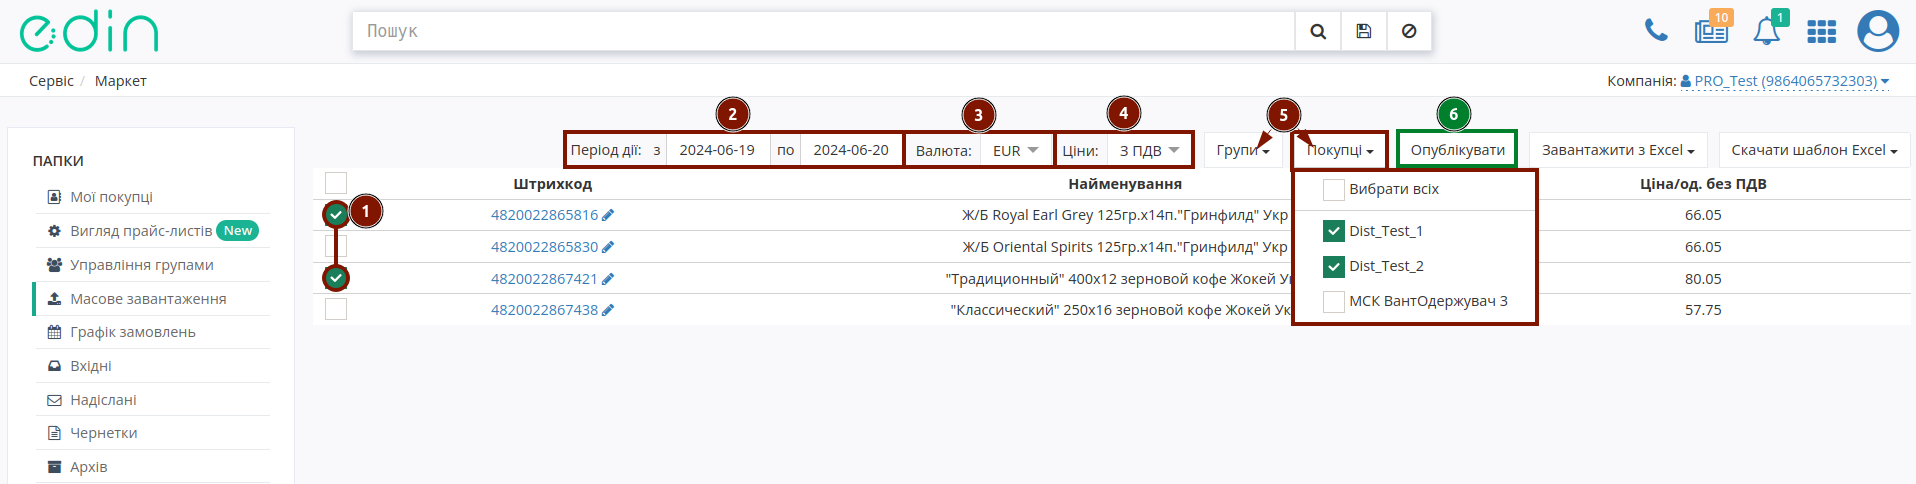 edin
Пошук
10
1
Сервіс / Маркет
Компанія: PRO_Test (9864065732303)
2 3 4 5 6
ПАПКИ
Мої покупці
Вигляд прайс-листів New
Управління групами
Масове завантаження
Графік замовлень
Вхідні
Надіслані
Чернетки
Архів
Період дії: з 2024-06-19 по 2024-06-20 Валюта: EUR Ціни: З ПДВ Групи Покупці Опублікувати Завантажити з Excel Скачати шаблон Excel
Штрихкод Найменування Ціна/од. без ПДВ
1
4820022865816 Ж/Б Royal Earl Grey 125гр.х14п."Гринфилд" Укр 66.05
4820022865830 Ж/Б Oriental Spirits 125гр.х14п."Гринфилд" Укр 66.05
4820022867421 "Традиционный" 400х12 зерновой кофе Жокей У 80.05
4820022867438 "Классический" 250х16 зерновой кофе Жокей Ук 57.75
Вибрати всіх
Dist_Test_1
Dist_Test_2
МСК ВантОдержувач 3